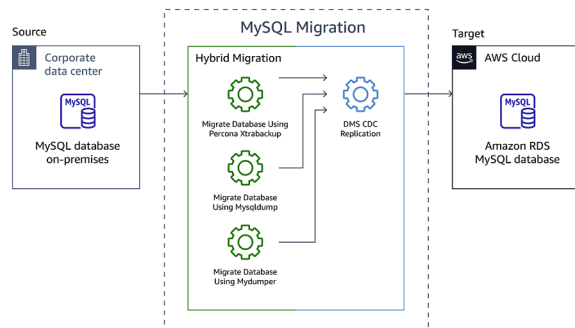 MySQL Migration
Source
Corporate
data center
MySQL
MySQL database
on-premises
Hybrid Migration
Migrate Database Using
Percona Xtrabackup
DMS CDC
Replication
Migrate Database
Using Mysqldump
Migrate Database
Using Mydumper
Target
aws
AWS Cloud
MySQL
Amazon RDS
MySQL database